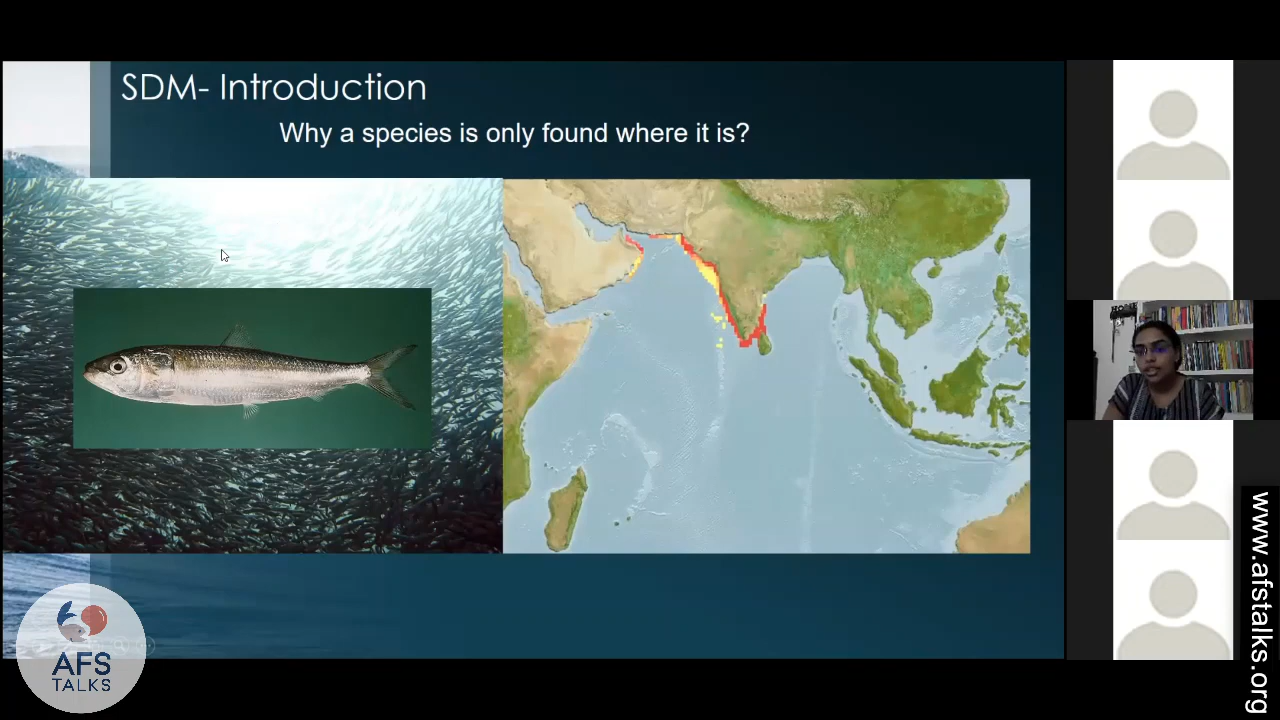 SDM- Introduction
Why a species is only found where it is?
AFS
TALKS
www.afstalks.org